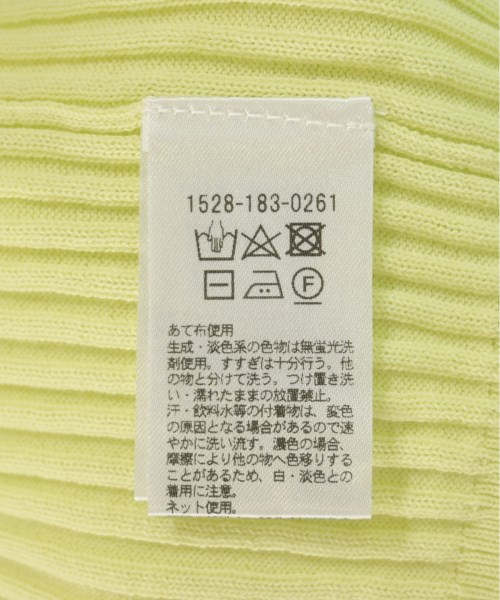 1528-183-0261
F
あて布使用
生成・淡色系の色物は無蛍光洗
剤使用。すすぎは十分行う。他
の物と分けて洗う。つけ置き洗
い・濡れたままの放置禁止。
汗・飲料水等の付着物は、変色
の原因となる場合があるので速
やかに洗い流す。濃色の場合、
摩擦により他の物へ色移りする
ことがあるため、白・淡色との
着用に注意。
ネット使用。